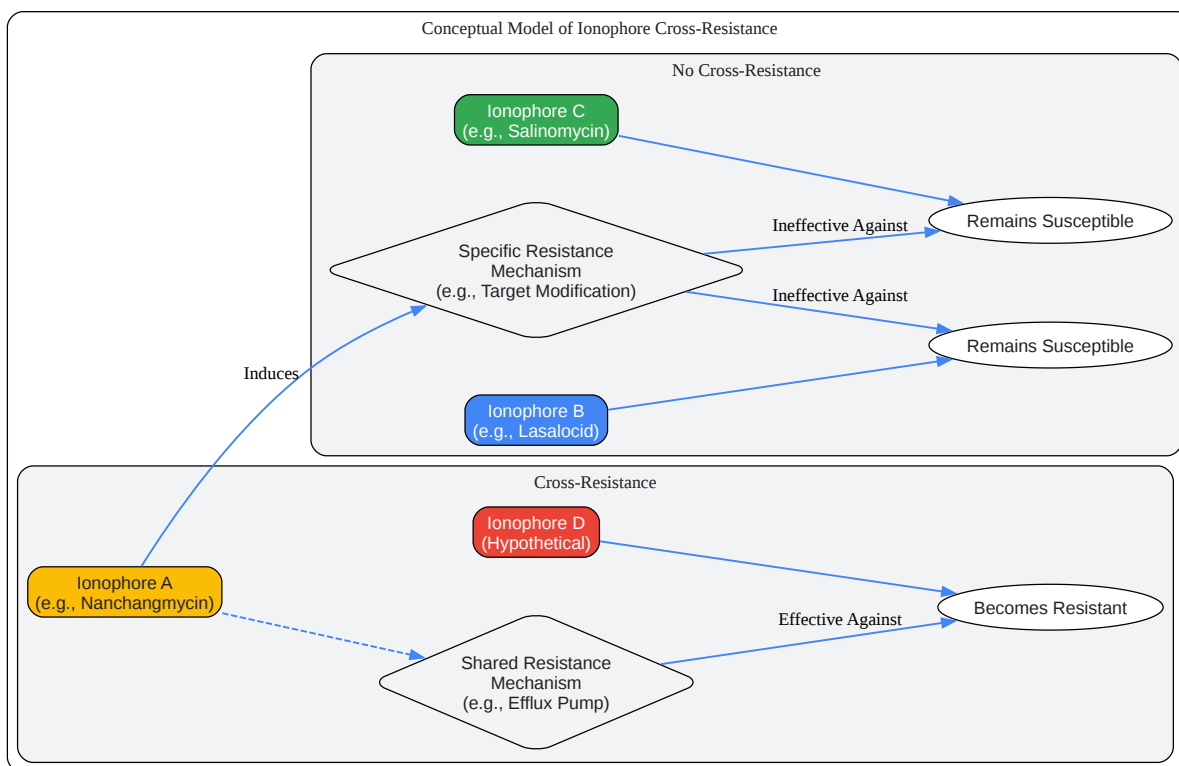 Conceptual Model of Ionophore Cross-Resistance
No Cross-Resistance
Ionophore C
(e.g., Salinomycin)
Remains Susceptible
Ineffective Against
Specific Resistance
Mechanism
(e.g., Target Modification)
Ineffective Against
Remains Susceptible
Induces
Ionophore B
(e.g., Lasalocid)
Cross-Resistance
Ionophore D
(Hypothetical)
Ionophore A
(e.g., Nanchangmycin)
Becomes Resistant
Effective Against
Shared Resistance
Mechanism
(e.g., Efflux Pump)